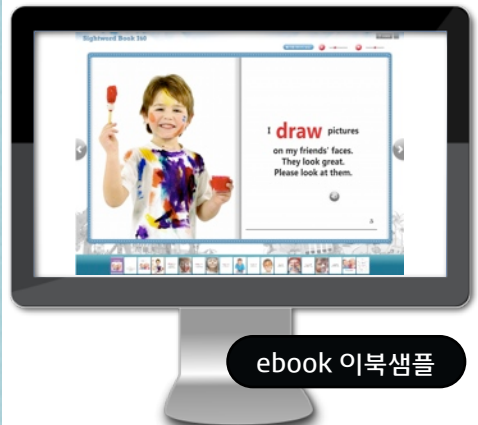 Sightword Book 160
I draw pictures
on my friends' faces.
They look great.
Please look at them.
ebook 이북샘플